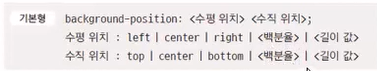 기본형 background-position: <수평 위치> <수직 위치>;
수평 위치 : left | center | right | <백분율> | <길이 값>
수직 위치 : top | center | bottom | <백분율> | <길이 값>